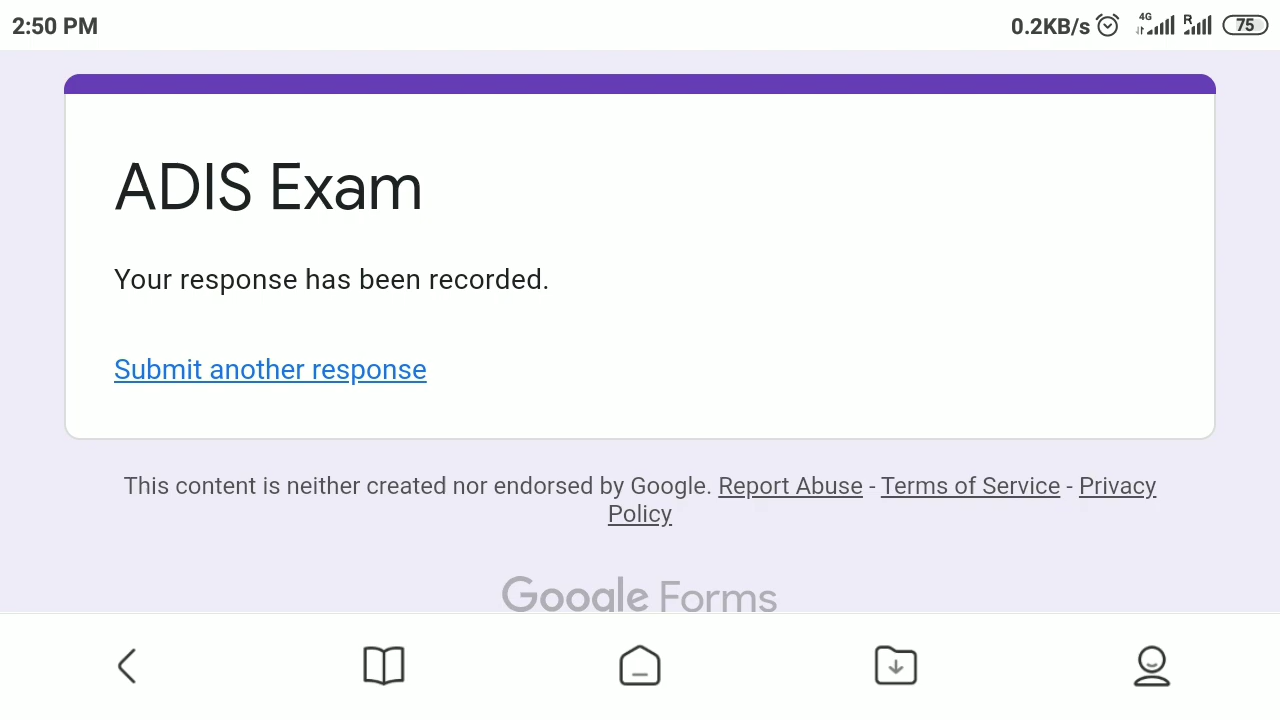 2:50 PM
0.2KB/s 4G R 75
ADIS Exam
Your response has been recorded.
Submit another response
This content is neither created nor endorsed by Google. Report Abuse - Terms of Service - Privacy
Policy
Google Forms